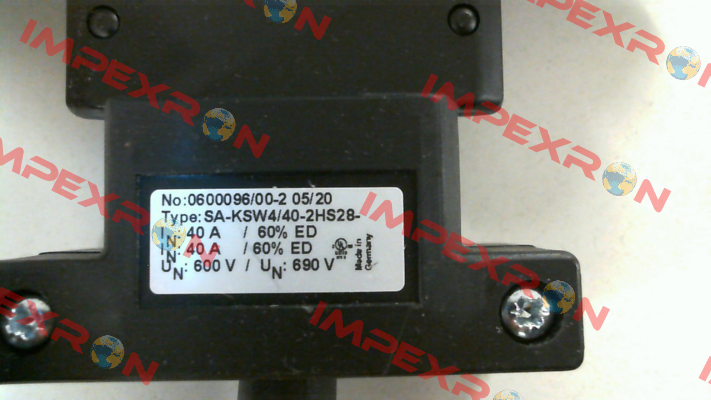 No:0600096/00-2 05/20
Type:SA-KSW4/40-2HS28-
IN: 40 A / 60% ED
IN: 40 A / 60% ED
UN: 600 V / UN: 690 V
Made in
Germany
IMPEXRON
IMPEXRON
IMPEXRON
IMPEXRON
IMPEXRON
IMPEXRON